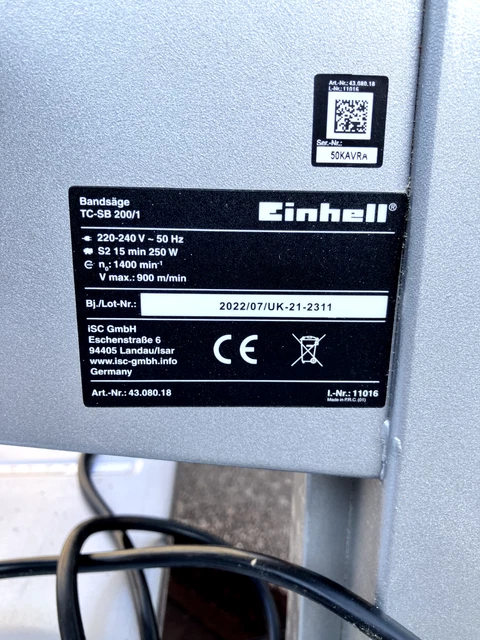 Art.-Nr.: 43.080.18
I.-Nr.: 11016
Ser.-Nr.:
50KAVRA
Bandsäge
TC-SB 200/1
Einhell®
220-240 V ~ 50 Hz
S2 15 min 250 W
n₀: 1400 min⁻¹
V max.: 900 m/min
Bj./Lot-Nr.: 2022/07/UK-21-2311
iSC GmbH
Eschenstraße 6
94405 Landau/Isar
www.isc-gmbh.info
Germany
CE
Art.-Nr.: 43.080.18
I.-Nr.: 11016
Made in P.R.C. (01)